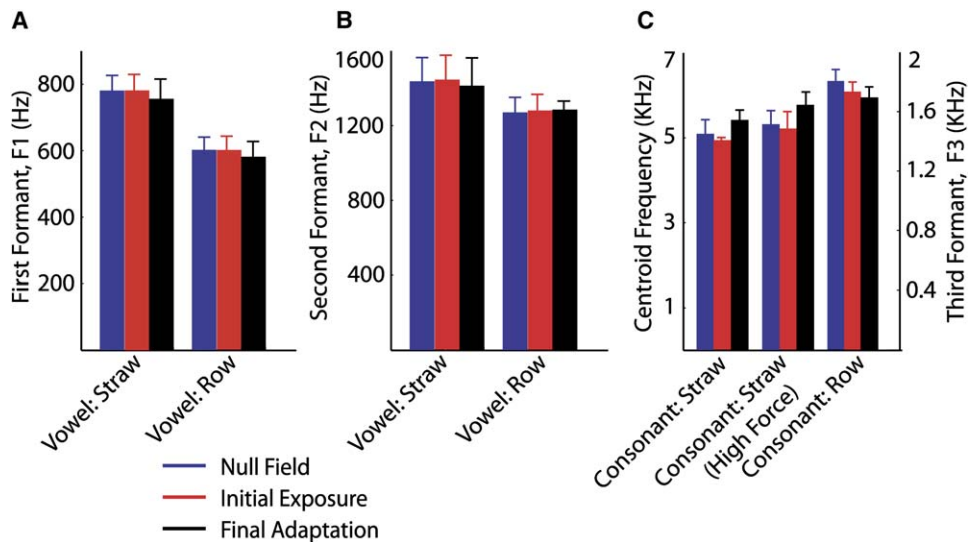 A
First Formant, F1 (Hz)
800
600
400
200
Vowel: Straw
Vowel: Row
B
Second Formant, F2 (Hz)
1600
1200
800
400
Vowel: Straw
Vowel: Row
C
Centroid Frequency (KHz)
7
5
3
1
2
1.6
1.2
0.8
0.4
Third Formant, F3 (KHz)
Consonant: Straw
Consonant: Straw
(High Force)
Consonant: Row
Null Field
Initial Exposure
Final Adaptation